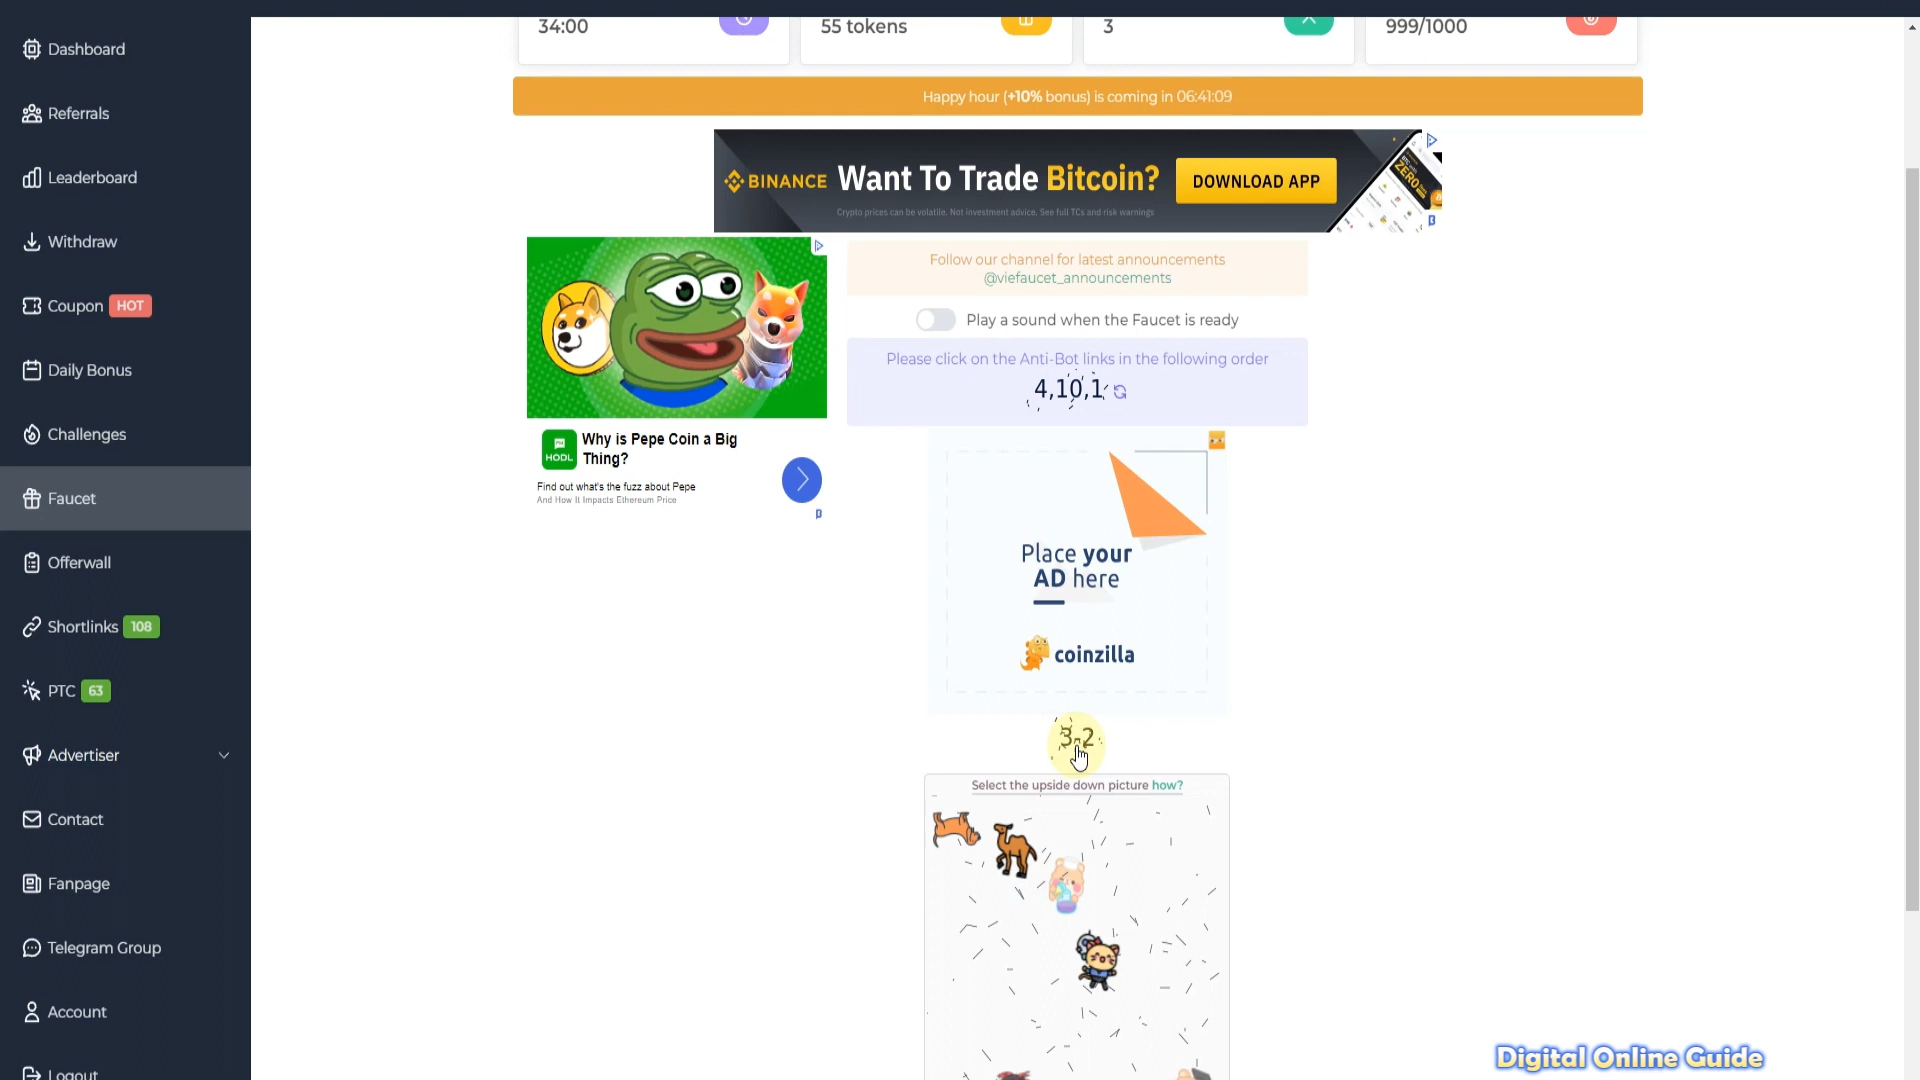 Dashboard
Referrals
Leaderboard
Withdraw
Coupon HOT
Daily Bonus
Challenges
Faucet
Offerwall
Shortlinks 108
PTC 63
Advertiser
Contact
Fanpage
Telegram Group
Account
Logout
34:00
55 tokens
3
999/1000
Happy hour (+10% bonus) is coming in 06:41:09
BINANCE
Want To Trade Bitcoin?
DOWNLOAD APP
Crypto prices can be volatile. Not investment advice. See full TCs and risk warnings
ZERO
HODL
Why is Pepe Coin a Big
Thing?
Find out what's the fuzz about Pepe
And How It Impacts Ethereum Price
Follow our channel for latest announcements
@viefaucet_announcements
Play a sound when the Faucet is ready
Please click on the Anti-Bot links in the following order
4,10,1
Place your
AD here
coinzilla
3-2
Select the upside down picture how?
Digital Online Guide